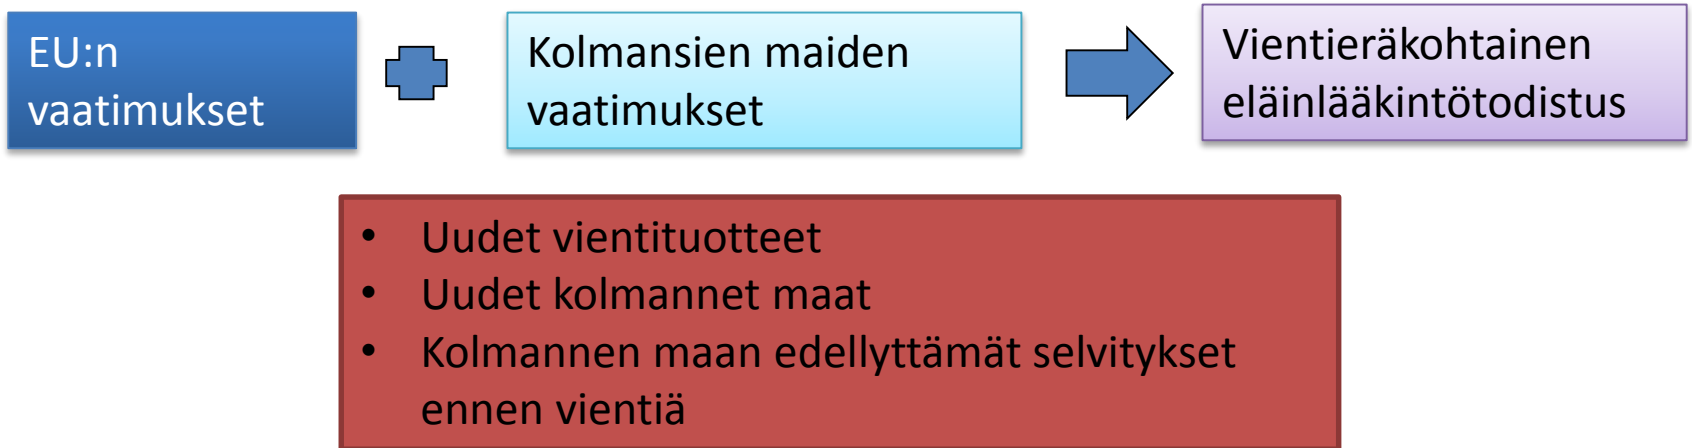 EU:n
vaatimukset
Kolmansien maiden
vaatimukset
Vientieräkohtainen
eläinlääkintötodistus
• Uudet vientituotteet
• Uudet kolmannet maat
• Kolmannen maan edellyttämät selvitykset
ennen vientiä